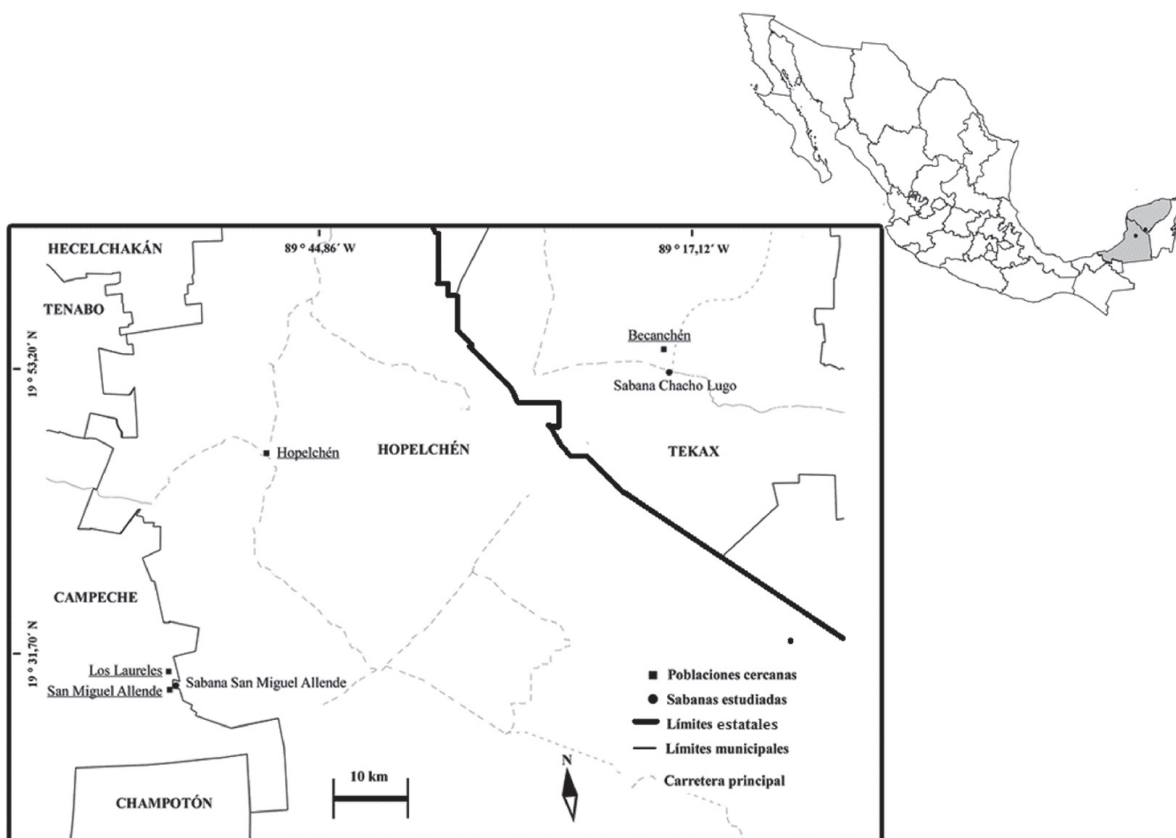 HECELCHAKÁN
89 ° 44,86´ W
89 ° 17,12´ W
TENABO
19 ° 53,20´ N
Becanchén
Sabana Chacho Lugo
Hopelchén
HOPELCHÉN
TEKAX
CAMPECHE
19 ° 31,70´ N
Los Laureles
San Miguel Allende
Sabana San Miguel Allende
CHAMPOTÓN
10 km
N
Poblaciones cercanas
Sabanas estudiadas
Límites estatales
Límites municipales
Carretera principal